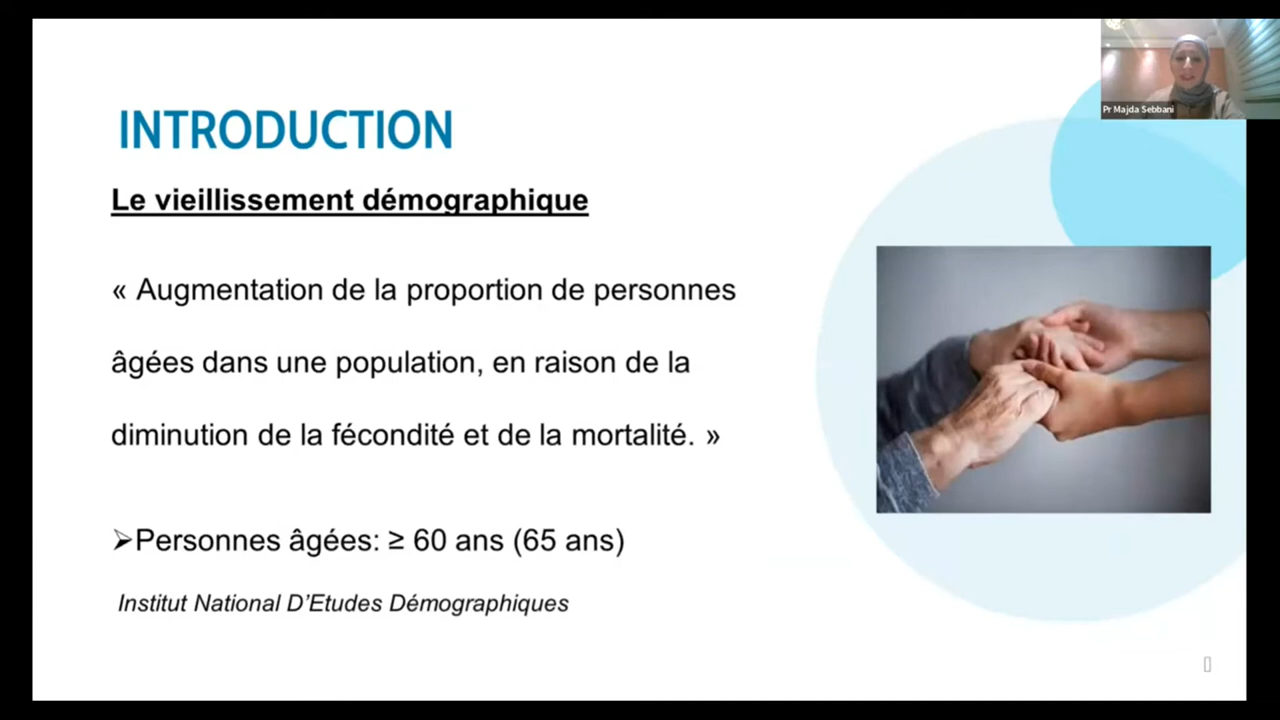 Pr Majda Sebbani
INTRODUCTION
Le vieillissement démographique
« Augmentation de la proportion de personnes
âgées dans une population, en raison de la
diminution de la fécondité et de la mortalité. »
➢Personnes âgées: ≥ 60 ans (65 ans)
Institut National D'Etudes Démographiques